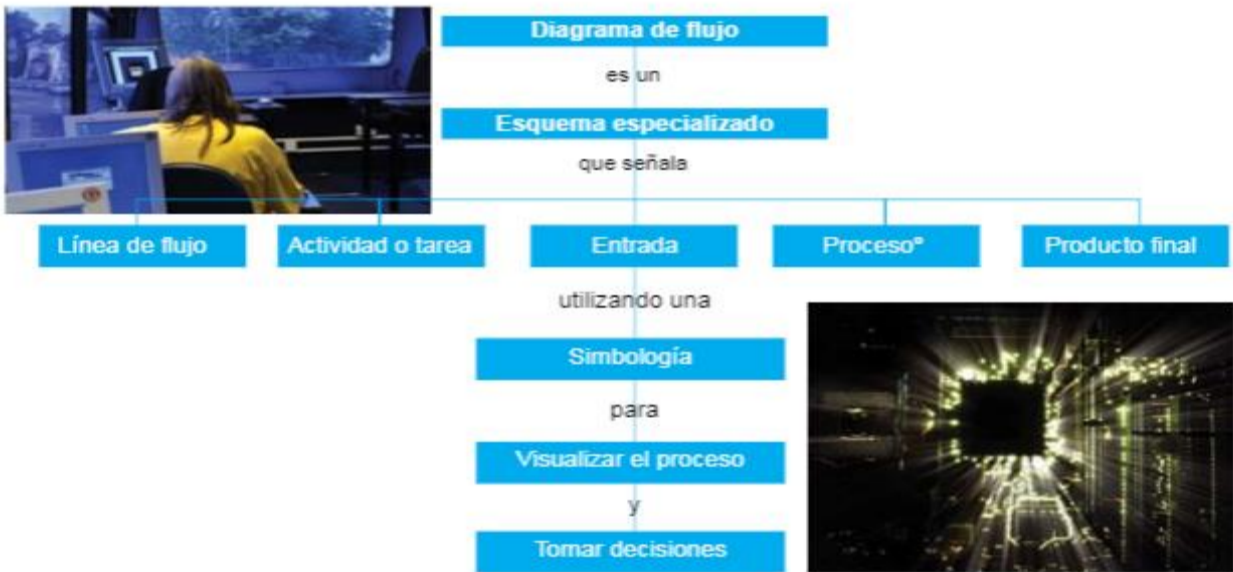 Diagrama de flujo
es un
Esquema especializado
que señala
Línea de flujo
Actividad o tarea
Entrada
Proceso°
Producto final
utilizando una
Simbología
para
Visualizar el proceso
y
Tomar decisiones